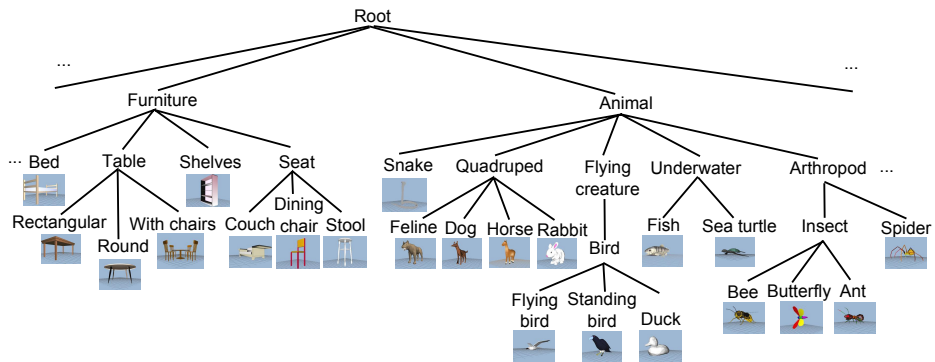 Root
...
...
Furniture
Animal
...
Bed
Table
Shelves
Seat
Snake
Quadruped
Flying
creature
Underwater
Arthropod
...
Rectangular
Round
With chairs
Couch
Dining
chair
Stool
Feline
Dog
Horse
Rabbit
Bird
Fish
Sea turtle
Insect
Spider
Flying
bird
Standing
bird
Duck
Bee
Butterfly
Ant